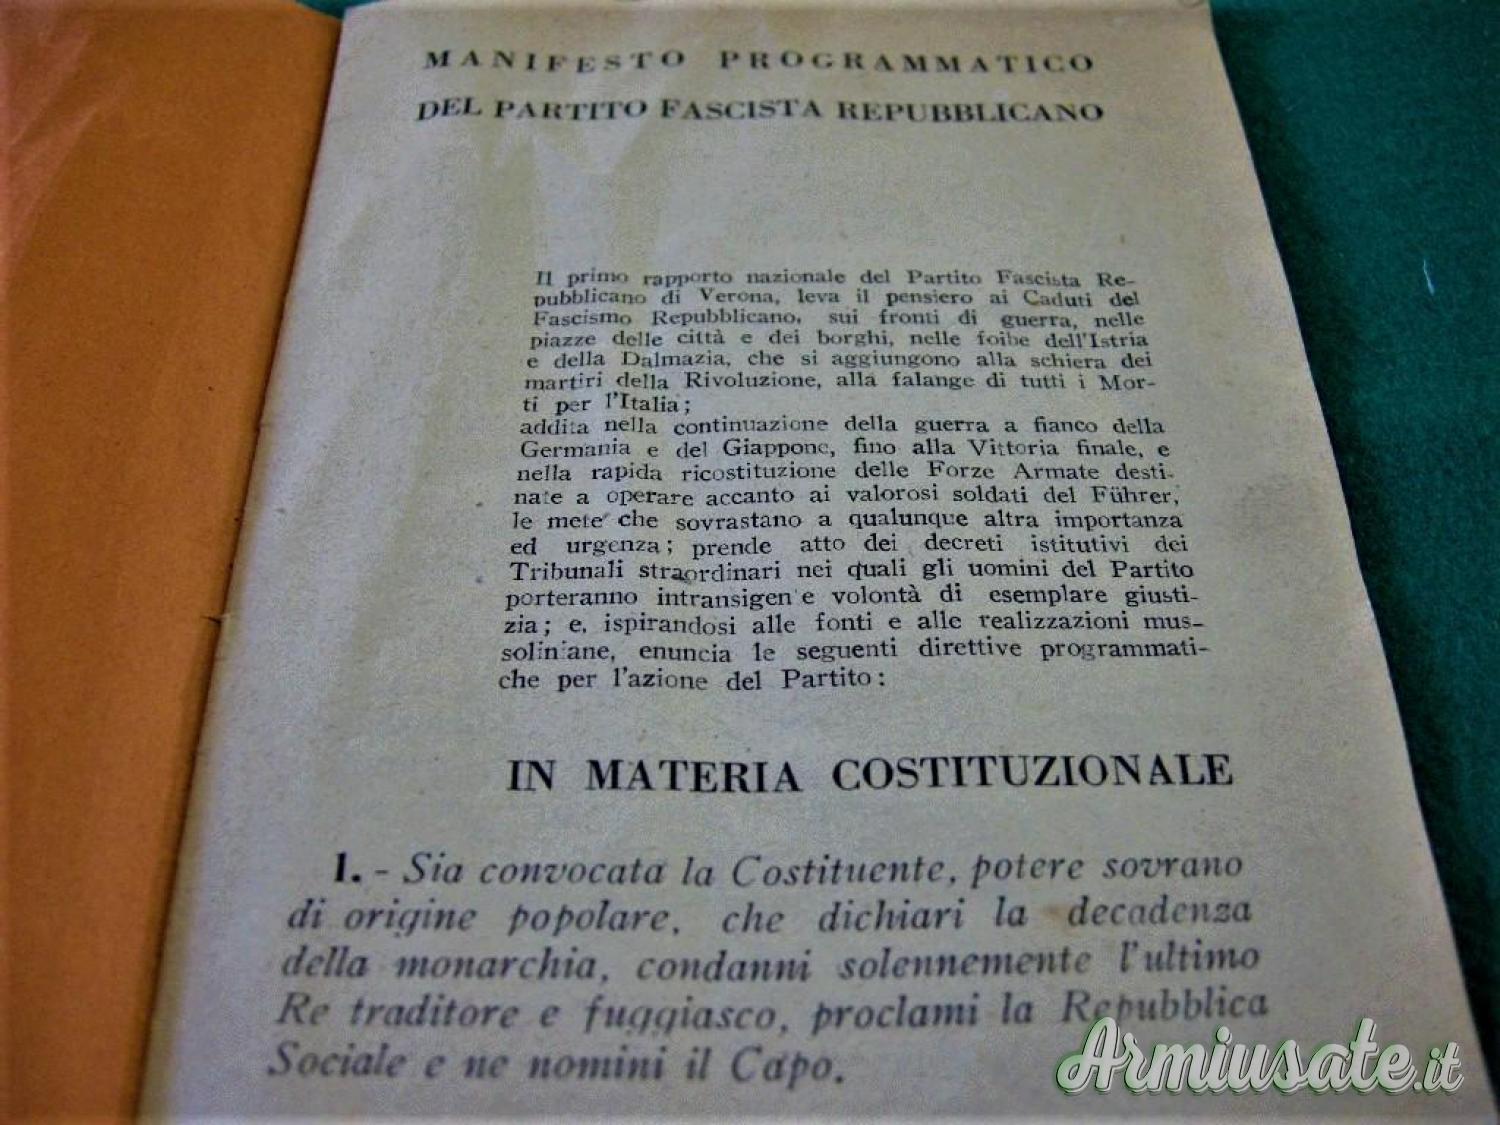 MANIFESTO PROGRAMMATICO
DEL PARTITO FASCISTA REPUBBLICANO
Il primo rapporto nazionale del Partito Fascista Re-
pubblicano di Verona, leva il pensiero ai Caduti del
Fascismo Repubblicano, sui fronti di guerra, nelle
piazze delle città e dei borghi, nelle foibe dell'Istria
e della Dalmazia, che si aggiungono alla schiera dei
martiri della Rivoluzione, alla falange di tutti i Mor-
ti per l'Italia;
addita nella continuazione della guerra a fianco della
Germania e del Giappone, fino alla Vittoria finale, e
nella rapida ricostituzione delle Forze Armate desti-
nate a operare accanto ai valorosi soldati del Führer,
le mete che sovrastano a qualunque altra importanza
ed urgenza; prende atto dei decreti istitutivi dei
Tribunali straordinari nei quali gli uomini del Partito
porteranno intransigente volontà di esemplare giusti-
zia; e, ispirandosi alle fonti e alle realizzazioni mus-
soliniane, enuncia le seguenti direttive programmati-
che per l'azione del Partito:
IN MATERIA COSTITUZIONALE
1. - Sia convocata la Costituente, potere sovrano
di origine popolare, che dichiari la decadenza
della monarchia, condanni solennemente l'ultimo
Re traditore e fuggiasco, proclami la Repubblica
Sociale e ne nomini il Capo.
Armiusate.it